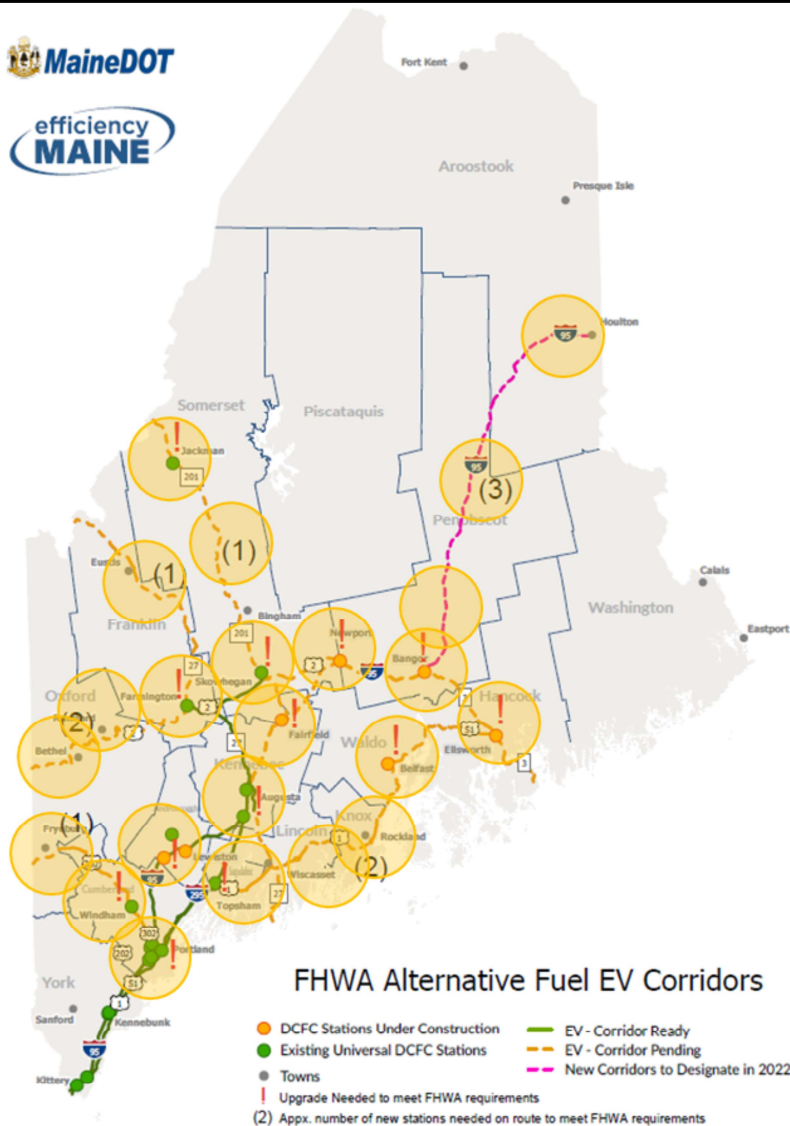 MaineDOT
efficiency
MAINE
Fort Kent
Aroostook
Presque Isle
95
Houlton
Somerset
Piscataquis
Jackman
201
95
(3)
Penobscot
(1)
(1)
Calais
Eustis
Washington
Bingham
Eastport
Franklin
201
Newport
2
95
Bangor
27
Skowhegan
Oxford
Farmington
2
Hancock
(2)
Fairfield
2
27
Waldo
51
Ellsworth
Bethel
Kennebec
Belfast
3
Augusta
Knox
(1)
Lincoln
Rockland
Fryeburg
Lewiston
1
(2)
95
295
Wiscasset
Cumberland
1
27
Topsham
Windham
302
Portland
202
51
York
1
Sanford
Kennebunk
95
Kittery
FHWA Alternative Fuel EV Corridors
DCFC Stations Under Construction
EV - Corridor Ready
Existing Universal DCFC Stations
EV - Corridor Pending
Towns
New Corridors to Designate in 2022
! Upgrade Needed to meet FHWA requirements
(2) Appx. number of new stations needed on route to meet FHWA requirements